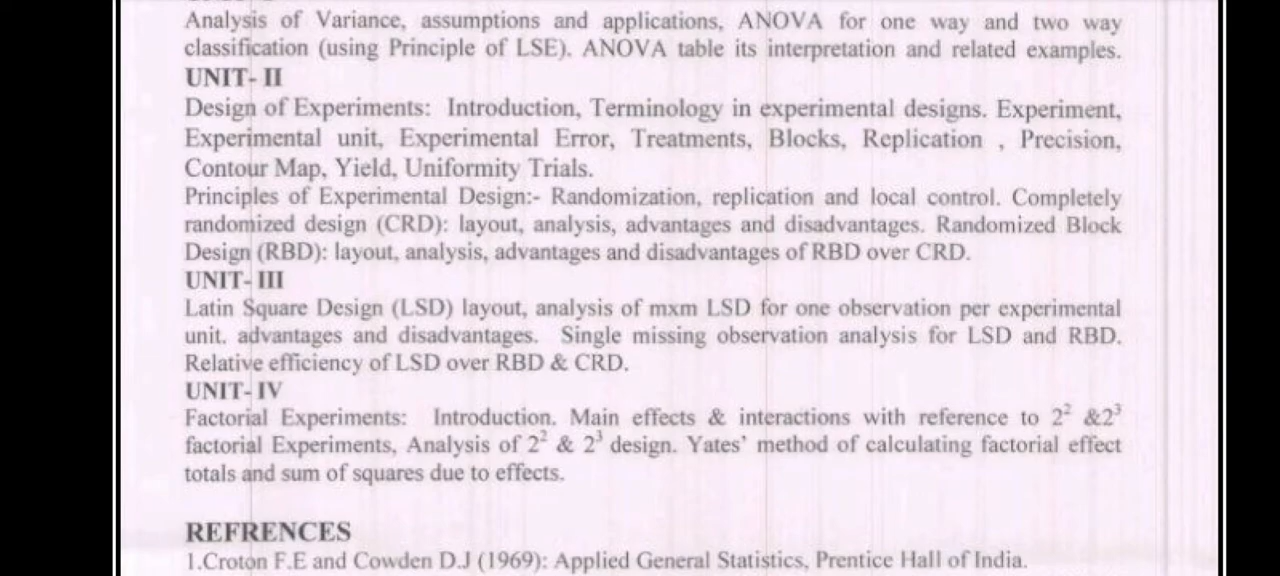 Analysis of Variance, assumptions and applications, ANOVA for one way and two way
classification (using Principle of LSE). ANOVA table its interpretation and related examples.
UNIT- II
Design of Experiments: Introduction, Terminology in experimental designs. Experiment,
Experimental unit, Experimental Error, Treatments, Blocks, Replication , Precision,
Contour Map, Yield, Uniformity Trials.
Principles of Experimental Design:- Randomization, replication and local control. Completely
randomized design (CRD): layout, analysis, advantages and disadvantages. Randomized Block
Design (RBD): layout, analysis, advantages and disadvantages of RBD over CRD.
UNIT- III
Latin Square Design (LSD) layout, analysis of mxm LSD for one observation per experimental
unit. advantages and disadvantages. Single missing observation analysis for LSD and RBD.
Relative efficiency of LSD over RBD & CRD.
UNIT- IV
Factorial Experiments: Introduction. Main effects & interactions with reference to 2² &2³
factorial Experiments, Analysis of 2² & 2³ design. Yates' method of calculating factorial effect
totals and sum of squares due to effects.
REFRENCES
1.Croton F.E and Cowden D.J (1969): Applied General Statistics, Prentice Hall of India.